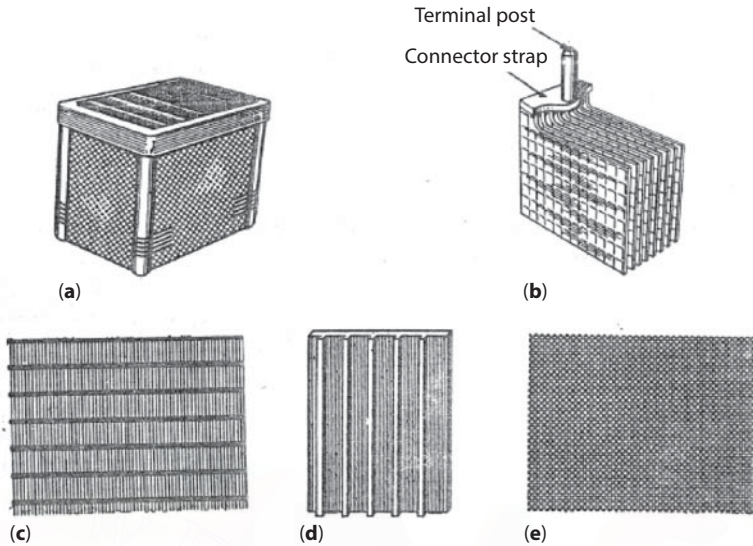 Terminal post
Connector strap
(a)
(b)
(c)
(d)
(e)